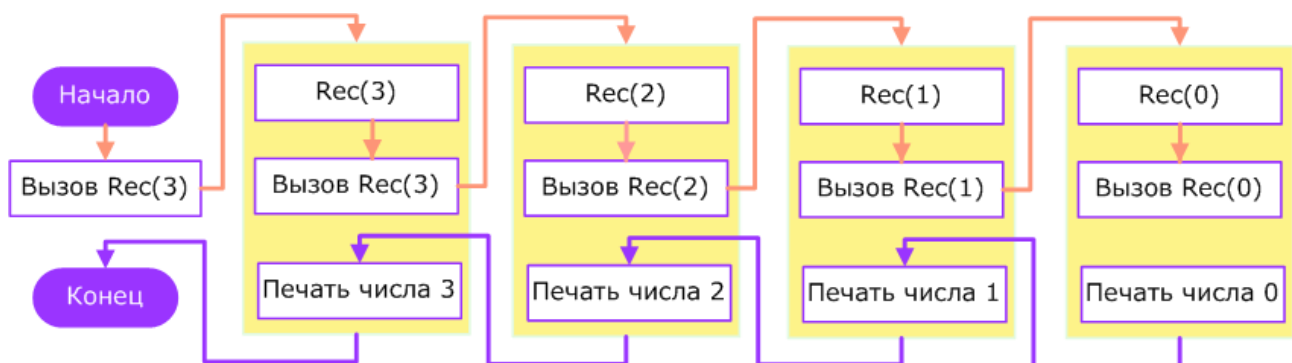 Начало
Вызов Rec(3)
Конец
Rec(3)
Вызов Rec(3)
Печать числа 3
Rec(2)
Вызов Rec(2)
Печать числа 2
Rec(1)
Вызов Rec(1)
Печать числа 1
Rec(0)
Вызов Rec(0)
Печать числа 0